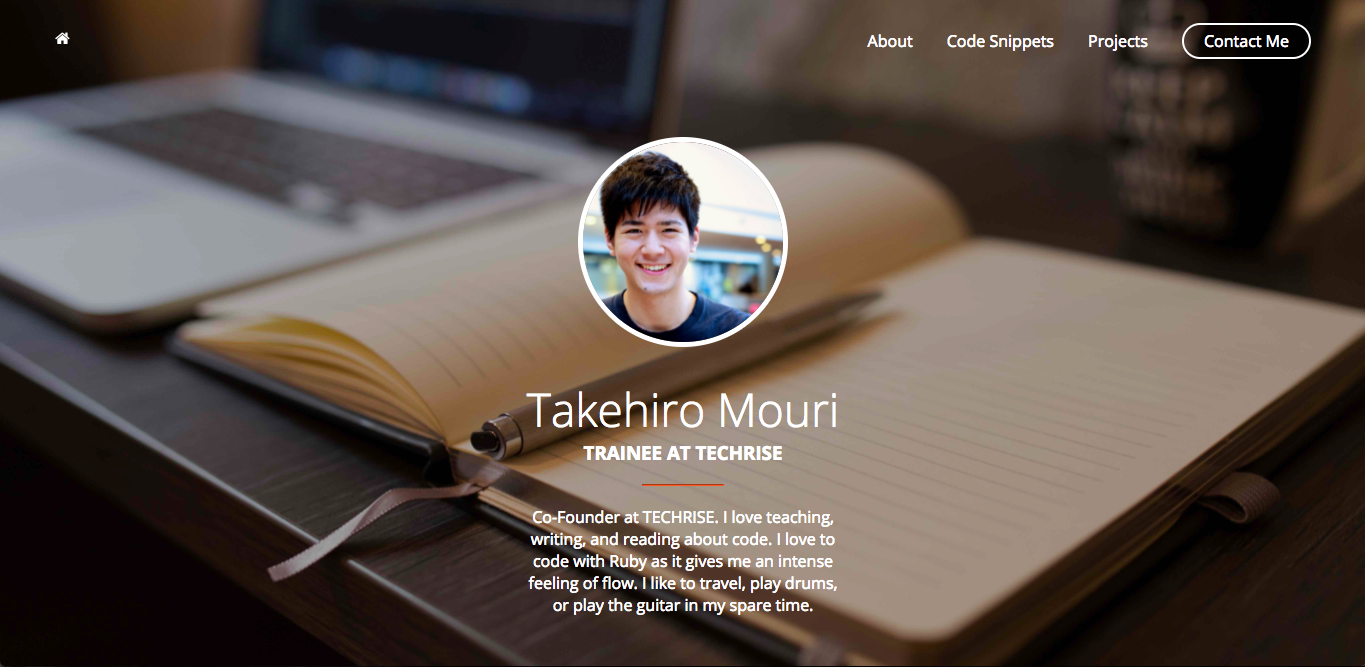 About
Code Snippets
Projects
Contact Me
Takehiro Mouri
TRAINEE AT TECHRISE
Co-Founder at TECHRISE. I love teaching,
writing, and reading about code. I love to
code with Ruby as it gives me an intense
feeling of flow. I like to travel, play drums,
or play the guitar in my spare time.